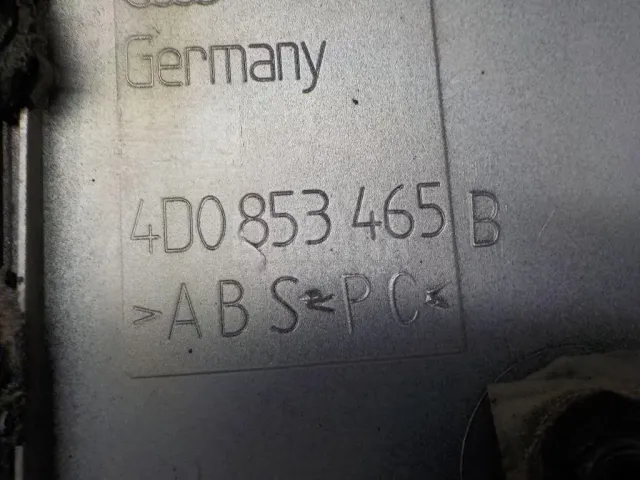 Germany
4D0 853 465 B
>ABS+PC<